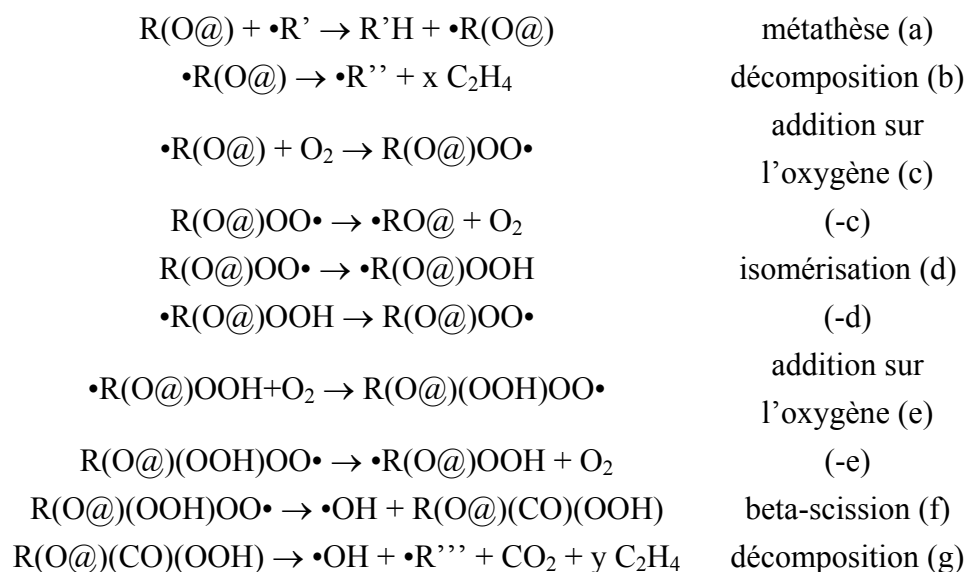 R(O@) + •R’ → R’H + •R(O@) métathèse (a)
•R(O@) → •R’’ + x C₂H₄ décomposition (b)
addition sur
•R(O@) + O₂ → R(O@)OO•
l’oxygène (c)
R(O@)OO• → •RO@ + O₂ (-c)
R(O@)OO• → •R(O@)OOH isomérisation (d)
•R(O@)OOH → R(O@)OO• (-d)
addition sur
•R(O@)OOH+O₂ → R(O@)(OOH)OO•
l’oxygène (e)
R(O@)(OOH)OO• → •R(O@)OOH + O₂ (-e)
R(O@)(OOH)OO• → •OH + R(O@)(CO)(OOH) beta-scission (f)
R(O@)(CO)(OOH) → •OH + •R’’’ + CO₂ + y C₂H₄ décomposition (g)